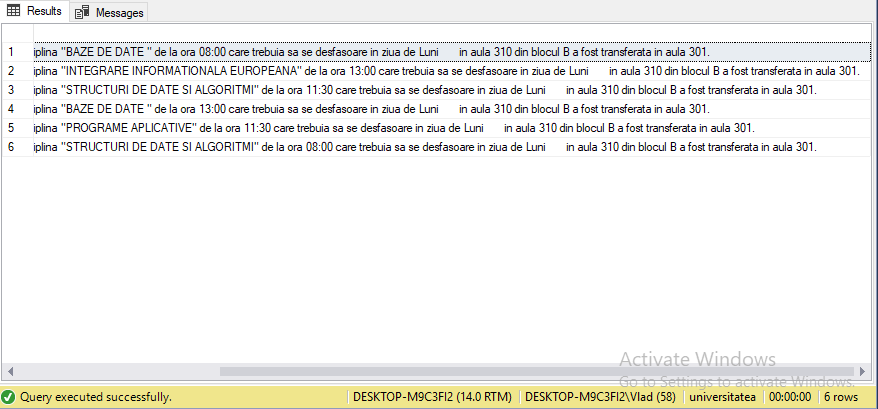 Results Messages
1 iplina "BAZE DE DATE " de la ora 08:00 care trebuia sa se desfasoare in ziua de Luni in aula 310 din blocul B a fost transferata in aula 301.
2 iplina "INTEGRARE INFORMATIONALA EUROPEANA" de la ora 13:00 care trebuia sa se desfasoare in ziua de Luni in aula 310 din blocul B a fost transferata in aula 301.
3 iplina "STRUCTURI DE DATE SI ALGORITMI" de la ora 11:30 care trebuia sa se desfasoare in ziua de Luni in aula 310 din blocul B a fost transferata in aula 301.
4 iplina "BAZE DE DATE " de la ora 13:00 care trebuia sa se desfasoare in ziua de Luni in aula 310 din blocul B a fost transferata in aula 301.
5 iplina "PROGRAME APLICATIVE" de la ora 11:30 care trebuia sa se desfasoare in ziua de Luni in aula 310 din blocul B a fost transferata in aula 301.
6 iplina "STRUCTURI DE DATE SI ALGORITMI" de la ora 08:00 care trebuia sa se desfasoare in ziua de Luni in aula 310 din blocul B a fost transferata in aula 301.
Activate Windows
Go to Settings to activate Windows.
Query executed successfully. DESKTOP-M9C3FI2 (14.0 RTM) DESKTOP-M9C3FI2\Vlad (58) universitatea 00:00:00 6 rows